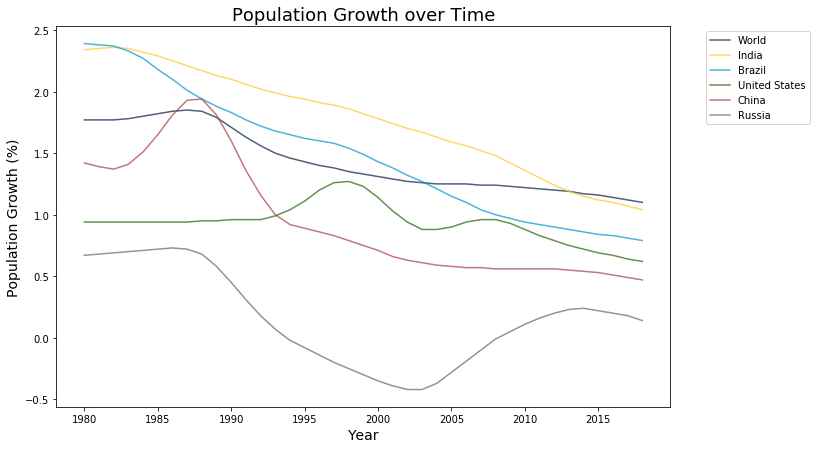 Population Growth over Time
Population Growth (%)
2.5
2.0
1.5
1.0
0.5
0.0
−0.5
1980 1985 1990 1995 2000 2005 2010 2015
Year
World
India
Brazil
United States
China
Russia